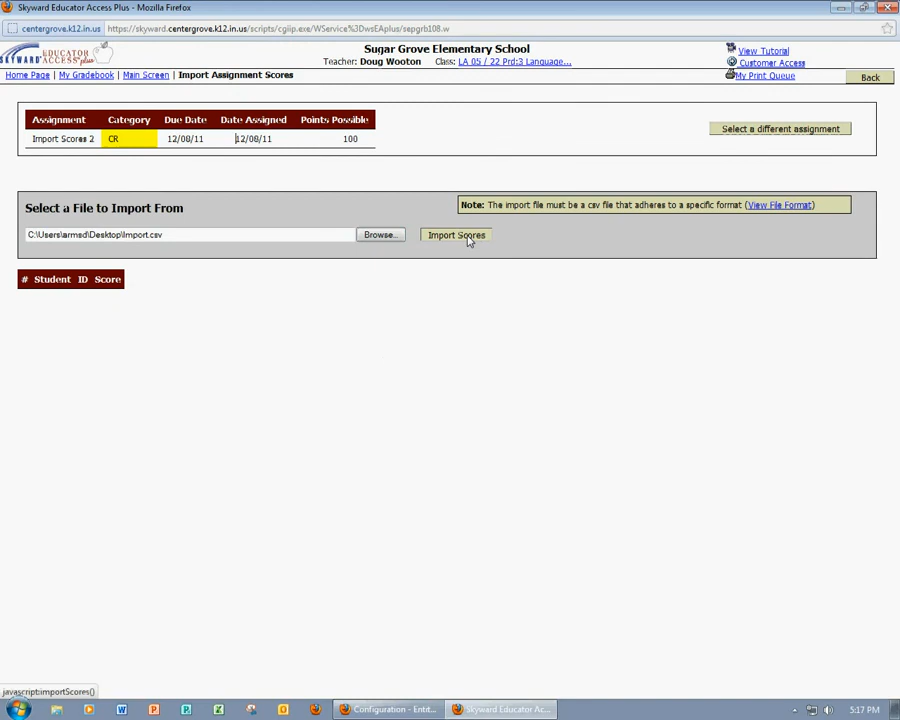 Skyward Educator Access Plus - Mozilla Firefox
centergrove.k12.in.us https://skyward.centergrove.k12.in.us/scripts/cgiip.exe/WService%3DwsEAplus/sepgrb108.w
SKYWARD EDUCATOR ACCESS plus
Sugar Grove Elementary School
Teacher: Doug Wooton Class: LA 05 / 22 Prd:3 Language...
View Tutorial
Customer Access
My Print Queue
Home Page | My Gradebook | Main Screen | Import Assignment Scores
Back
Assignment Category Due Date Date Assigned Points Possible
Import Scores 2 CR 12/08/11 12/08/11 100
Select a different assignment
Select a File to Import From
Note: The import file must be a csv file that adheres to a specific format (View File Format)
C:\Users\armsd\Desktop\Import.csv Browse... Import Scores
# Student ID Score
javascript:importScores()
Configuration - Entit...
Skyward Educator Ac...
5:17 PM